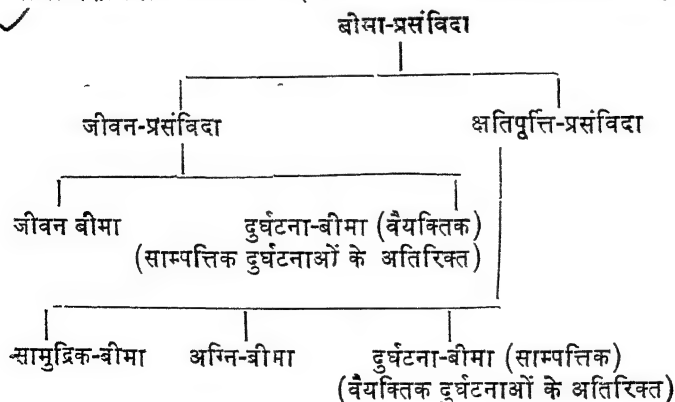 बीमा-प्रसंविदा
जीवन-प्रसंविदा क्षतिपूर्त्ति-प्रसंविदा
जीवन बीमा दुर्घटना-बीमा (वैयक्तिक)
(साम्पत्तिक दुर्घटनाओं के अतिरिक्त)
सामुद्रिक-बीमा अग्नि-बीमा दुर्घटना-बीमा (साम्पत्तिक)
(वैयक्तिक दुर्घटनाओं के अतिरिक्त)